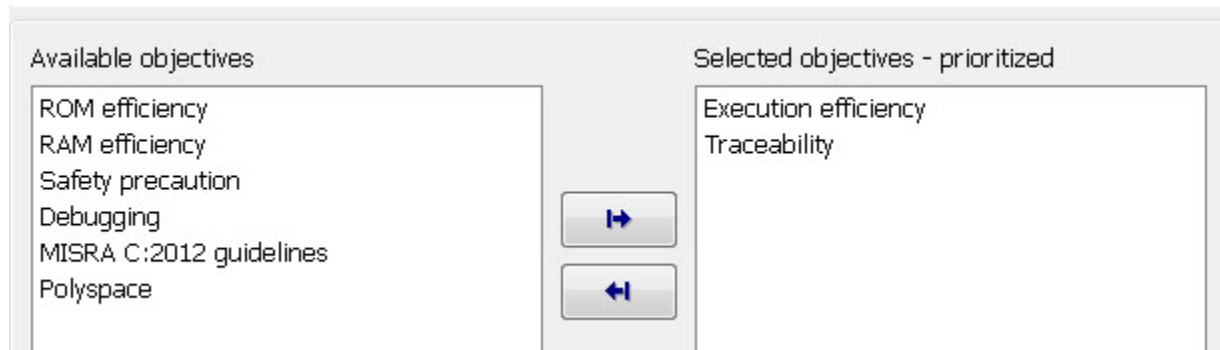 Available objectives
ROM efficiency
RAM efficiency
Safety precaution
Debugging
MISRA C:2012 guidelines
Polyspace
Selected objectives - prioritized
Execution efficiency
Traceability